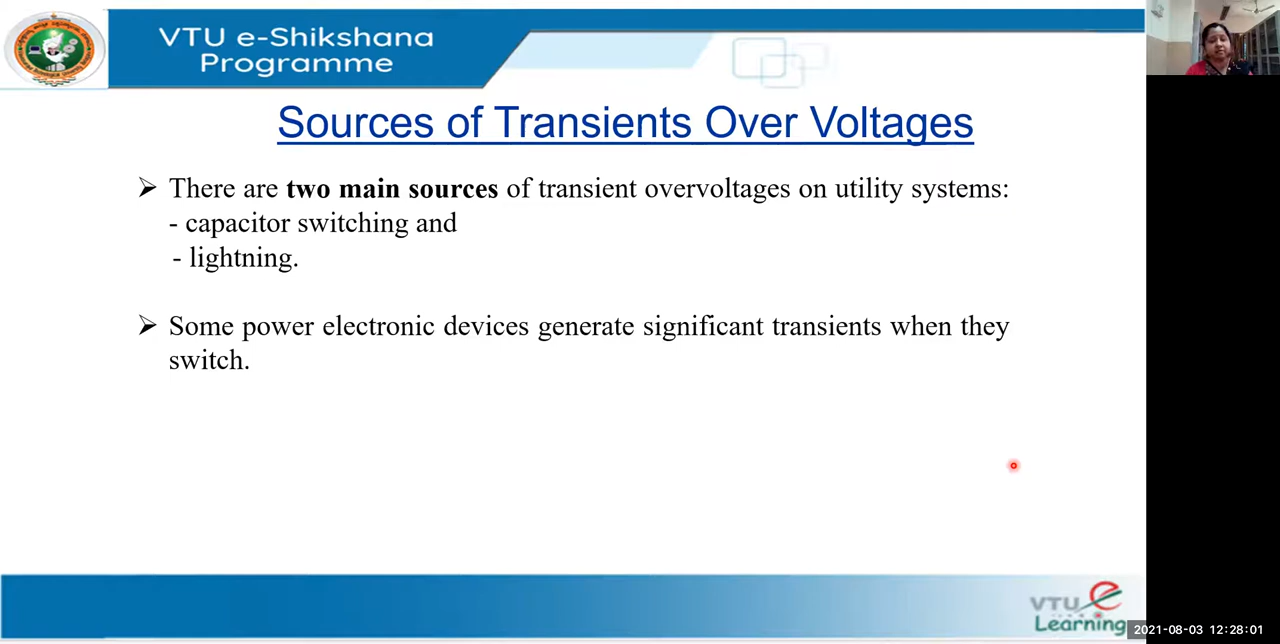 VTU e-Shikshana
Programme
Sources of Transients Over Voltages
➢ There are two main sources of transient overvoltages on utility systems:
- capacitor switching and
- lightning.
➢ Some power electronic devices generate significant transients when they
switch.
VTU e
Learning
2021-08-03 12:28:01